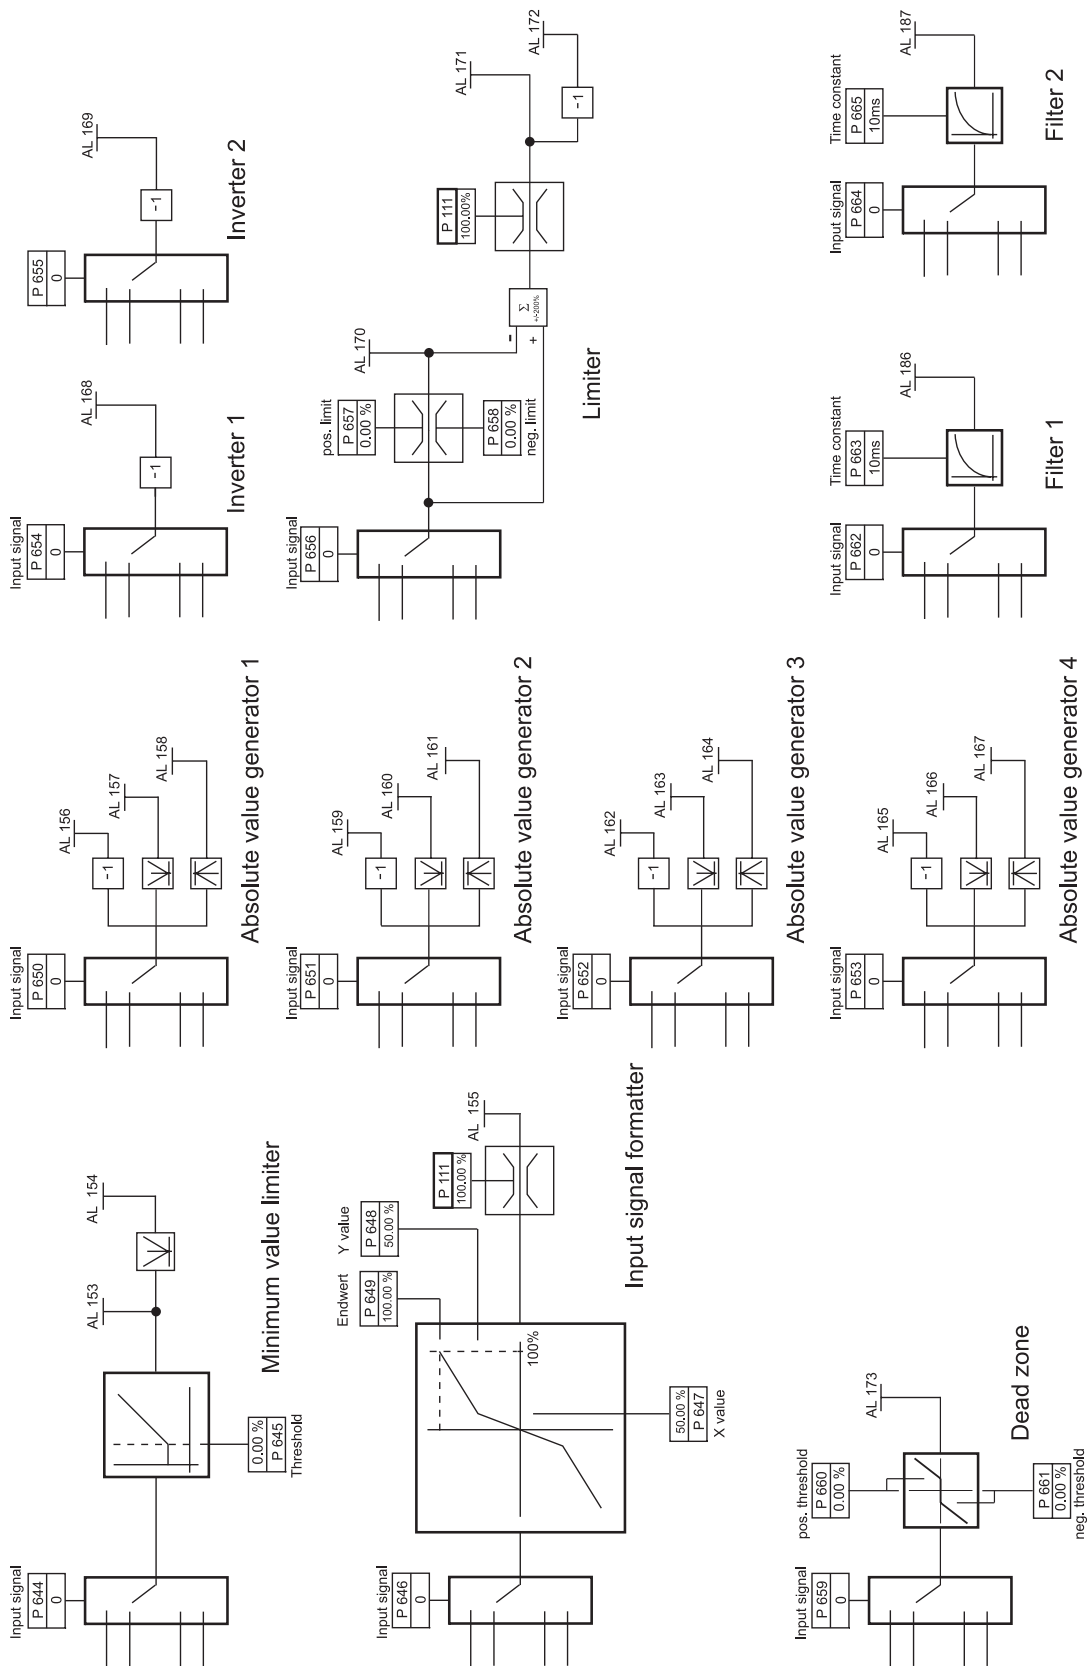 Input signal
P 644
0
0.00 %
P 645
Threshold
AL 153
AL 154
Minimum value limiter
Input signal
P 650
0
-1
AL 156
AL 157
AL 158
Absolute value generator 1
Input signal
P 654
0
-1
AL 168
Inverter 1
P 655
0
-1
AL 169
Inverter 2
Input signal
P 646
0
Endwert
P 649
100.00 %
Y value
P 648
50.00 %
100%
50.00 %
P 647
X value
P 111
100.00 %
AL 155
Input signal formatter
Input signal
P 651
0
-1
AL 159
AL 160
AL 161
Absolute value generator 2
Input signal
P 656
0
pos. limit
P 657
0.00 %
P 658
0.00 %
neg. limit
AL 170
-
+
Σ
+/-200%
P 111
100.00%
AL 171
-1
AL 172
Limiter
Input signal
P 652
0
-1
AL 162
AL 163
AL 164
Absolute value generator 3
Input signal
P 659
0
pos. threshold
P 660
0.00 %
P 661
0.00 %
neg. threshold
AL 173
Dead zone
Input signal
P 653
0
-1
AL 165
AL 166
AL 167
Absolute value generator 4
Input signal
P 662
0
Time constant
P 663
10ms
AL 186
Filter 1
Input signal
P 664
0
Time constant
P 665
10ms
AL 187
Filter 2